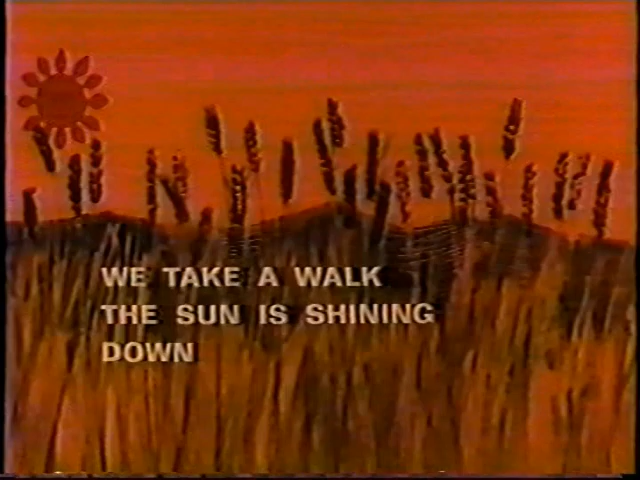 WE TAKE A WALK
THE SUN IS SHINING
DOWN